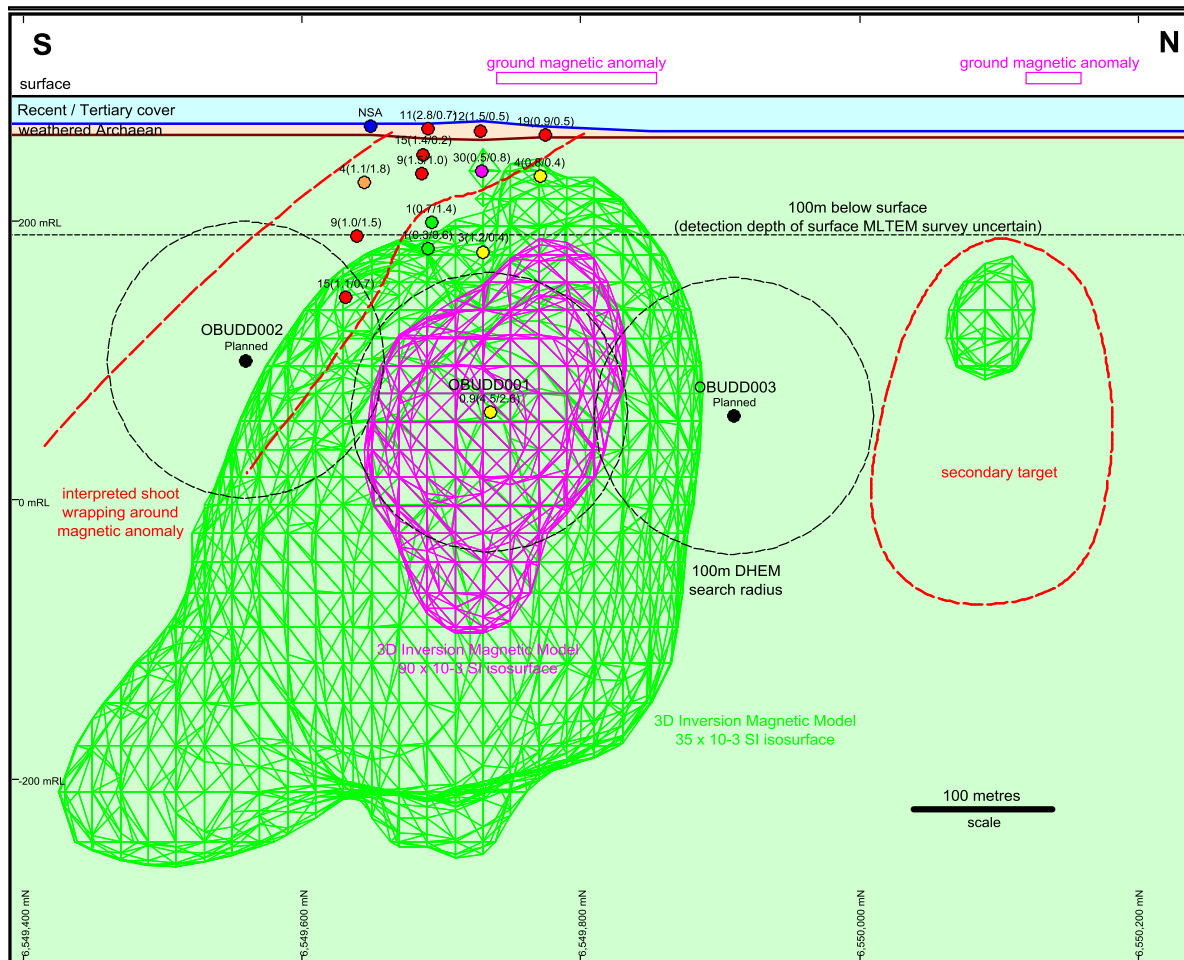 S
N
ground magnetic anomaly
ground magnetic anomaly
surface
Recent / Tertiary cover
NSA
11(2.8/0.7)
12(1.5/0.5)
19(0.9/0.5)
weathered Archaean
15(1.4/0.2)
9(1.3/1.0)
30(0.5/0.8)
4(0.8/0.4)
4(1.1/1.8)
1(0.7/1.4)
100m below surface
200 mRL
9(1.0/1.5)
(detection depth of surface MLTEM survey uncertain)
3(1.2/0.4)
15(1.1/0.7)
OBUDD002
Planned
OBUDD001
OBUDD003
Planned
secondary target
interpreted shoot
0 mRL
wrapping around
magnetic anomaly
100m DHEM
search radius
3D Inversion Magnetic Model
90 x 10-3 SI isosurface
3D Inversion Magnetic Model
35 x 10-3 SI isosurface
-200 mRL
100 metres
scale
6,549,400 mN
6,549,600 mN
6,549,800 mN
6,550,000 mN
6,550,200 mN